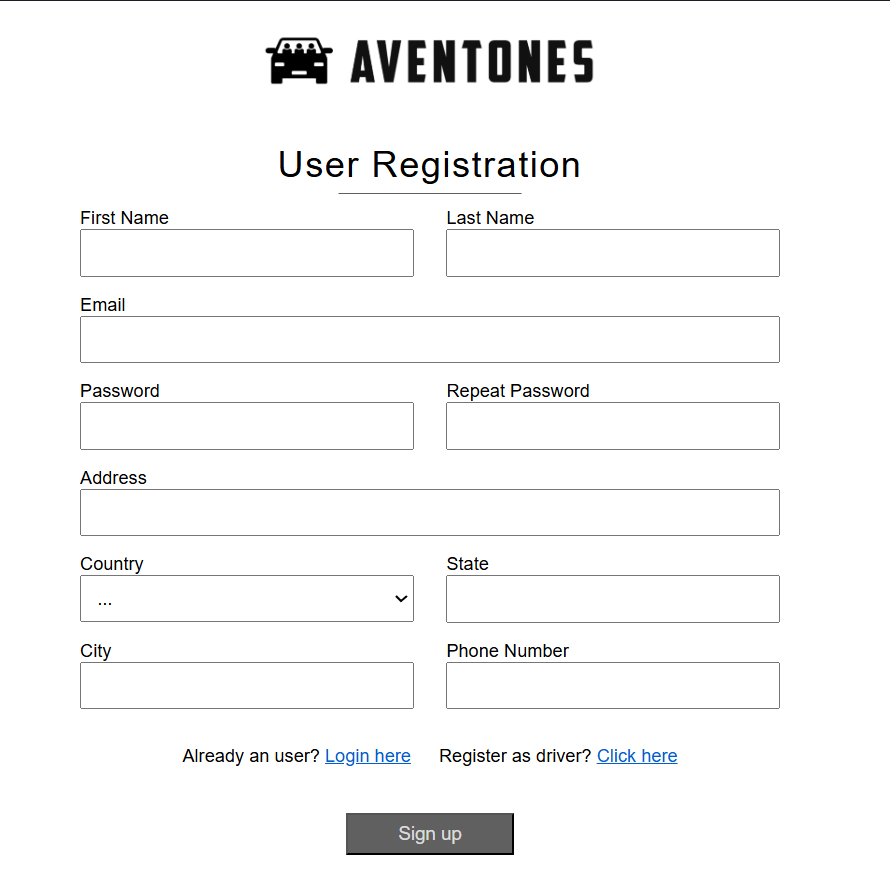 AVENTONES
User Registration
First Name Last Name
Email
Password Repeat Password
Address
Country State
...
City Phone Number
Already an user? Login here Register as driver? Click here
Sign up